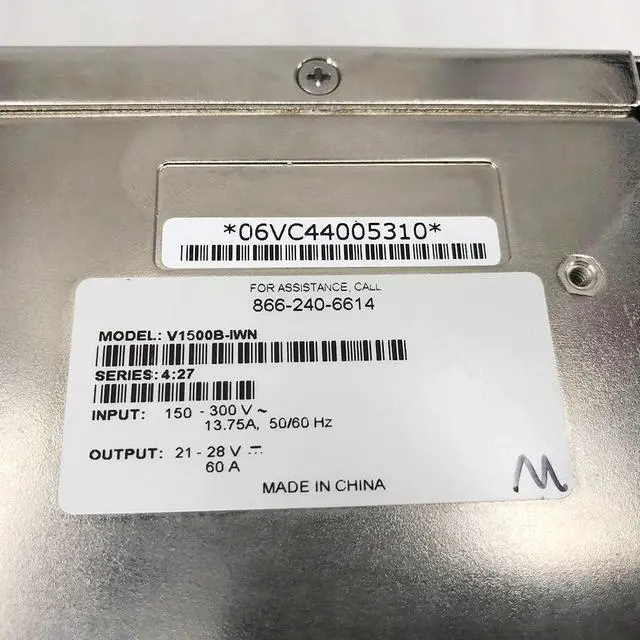 *06VC44005310*
FOR ASSISTANCE, CALL
866-240-6614
MODEL: V1500B-IWN
SERIES: 4:27
INPUT: 150 - 300 V ~
13.75A, 50/60 Hz
OUTPUT: 21 - 28 V ⎓
60 A
MADE IN CHINA
M